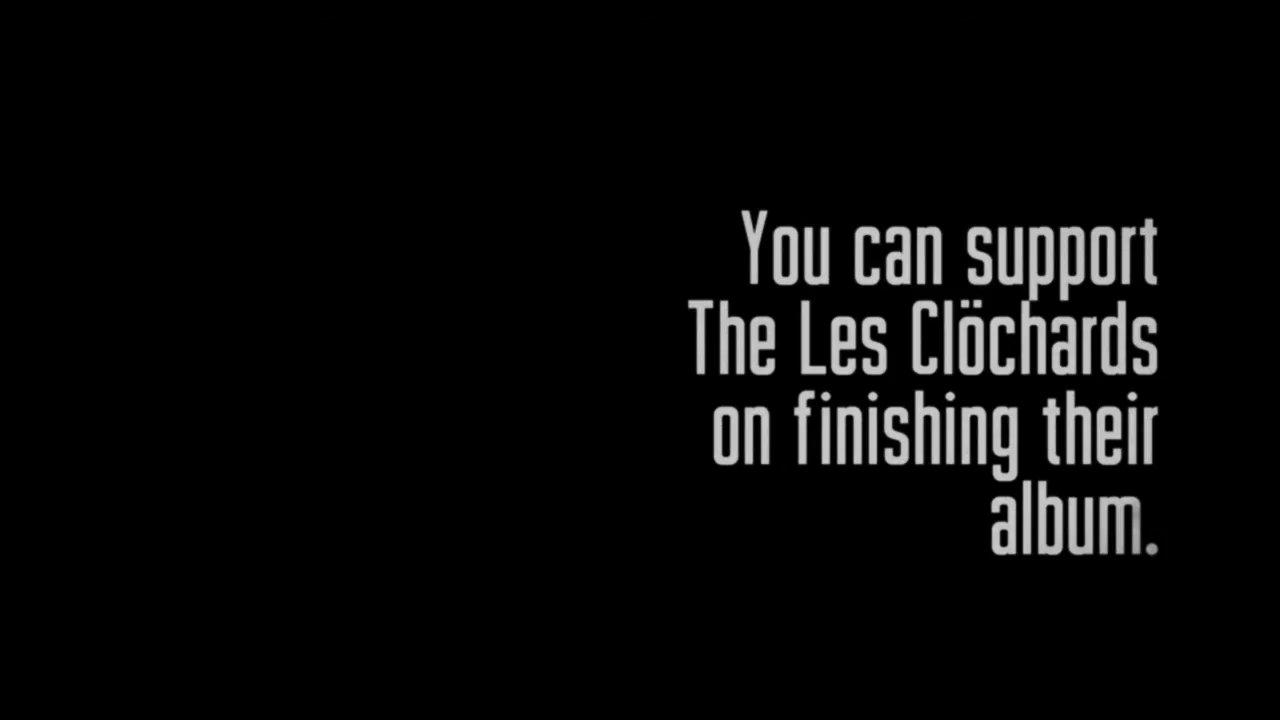 You can support
The Les Clöchards
on finishing their
album.